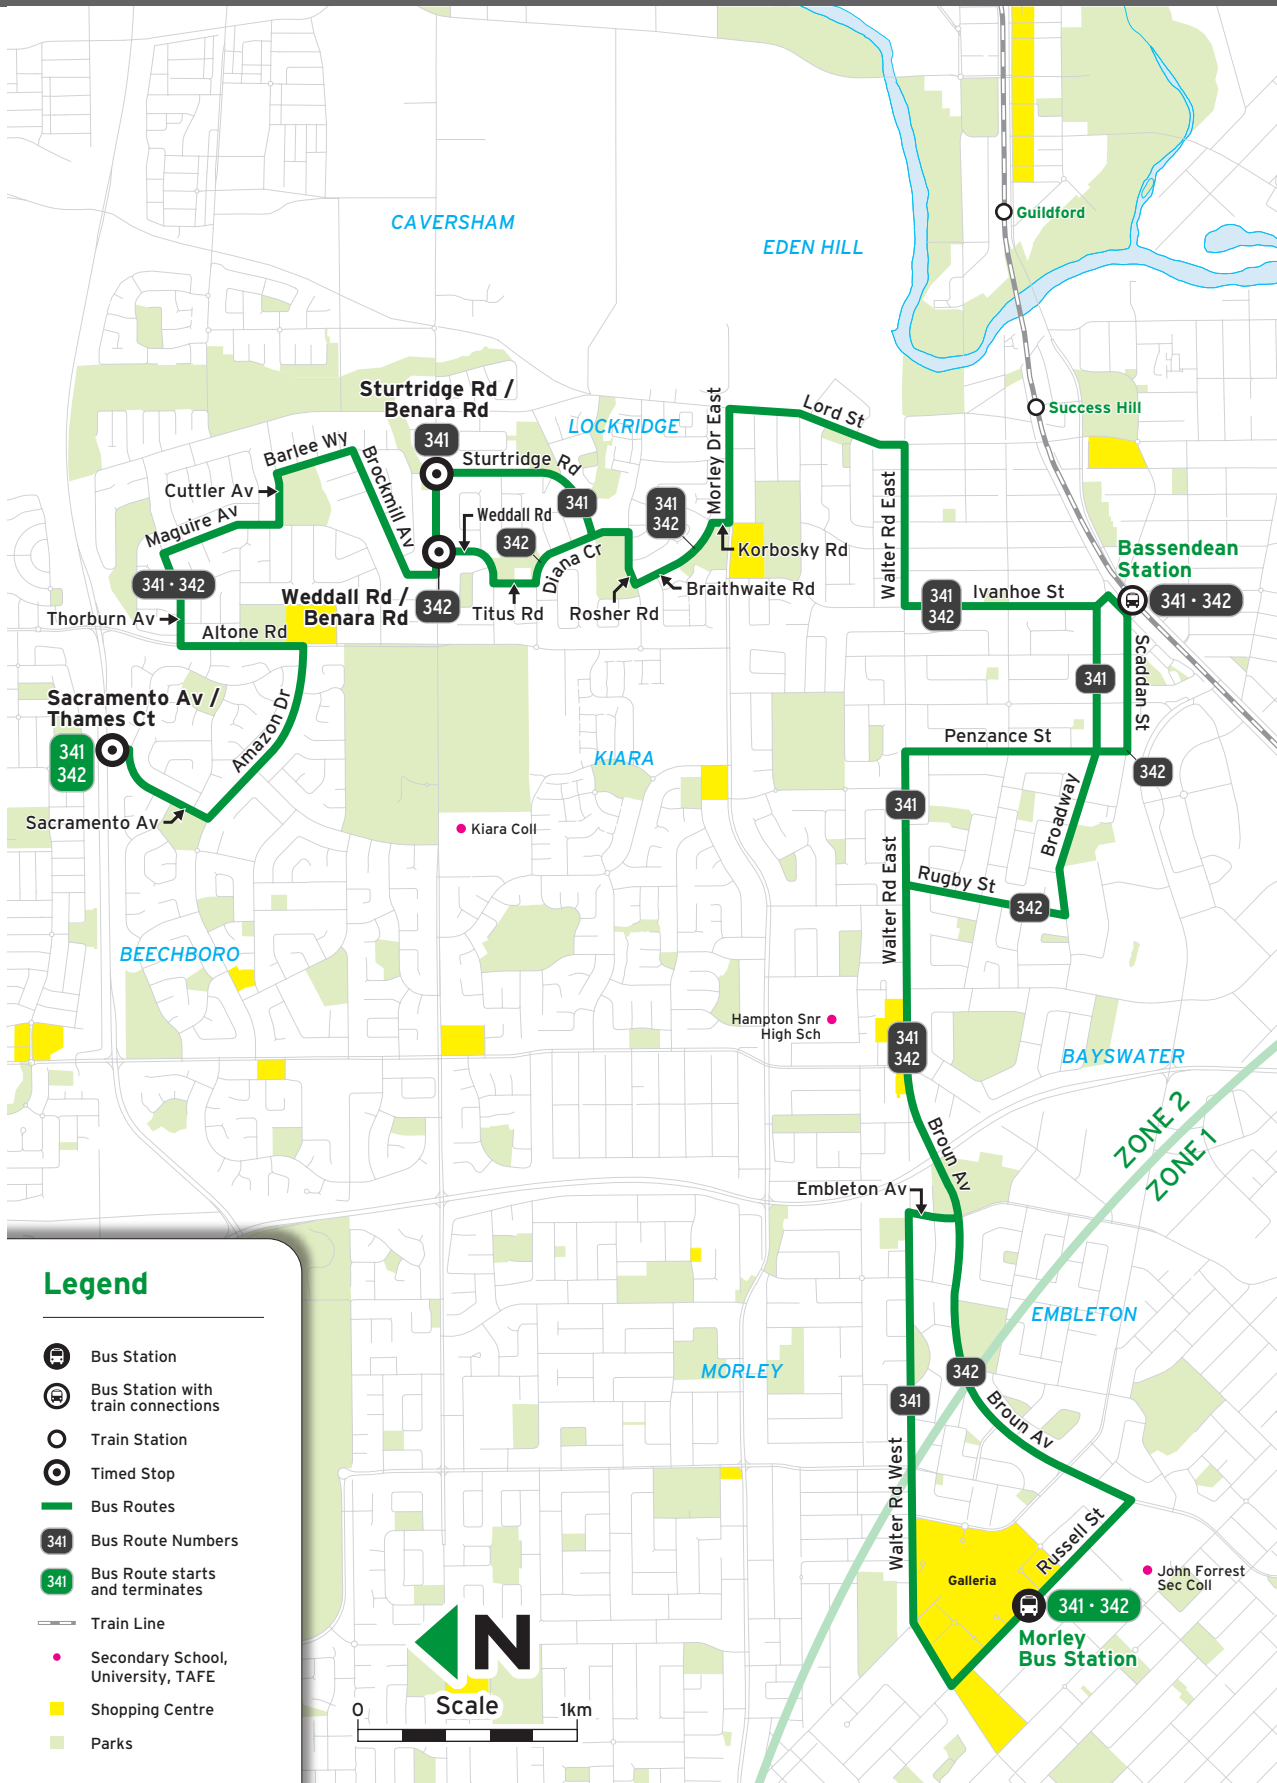 CAVERSHAM
EDEN HILL
Guildford
Success Hill
Sturtridge Rd /
Benara Rd
341
LOCKRIDGE
Morley Dr East
Lord St
Barlee Wy
Brockmill Av
Sturtridge Rd
Cuttler Av
Maguire Av
341
341
342
Walter Rd East
Weddall Rd
342
Diana Cr
Korbosky Rd
Bassendean
Station
341 • 342
341 • 342
Weddall Rd /
Benara Rd
342
Titus Rd
Rosher Rd
Braithwaite Rd
341
342
Ivanhoe St
Thorburn Av
Altone Rd
Scaddan St
341
Sacramento Av /
Thames Ct
341
342
Amazon Dr
Penzance St
KIARA
342
341
Sacramento Av
Kiara Coll
Broadway
Walter Rd East
Rugby St
342
BEECHBORO
Hampton Snr
High Sch
341
342
BAYSWATER
ZONE 2
ZONE 1
Broun Av
Embleton Av
EMBLETON
MORLEY
342
341
Broun Av
Walter Rd West
Russell St
Galleria
John Forrest
Sec Coll
341 • 342
Morley
Bus Station
Legend
Bus Station
Bus Station with
train connections
Train Station
Timed Stop
Bus Routes
341
Bus Route Numbers
341
Bus Route starts
and terminates
Train Line
Secondary School,
University, TAFE
Shopping Centre
Parks
N
Scale
0
1km